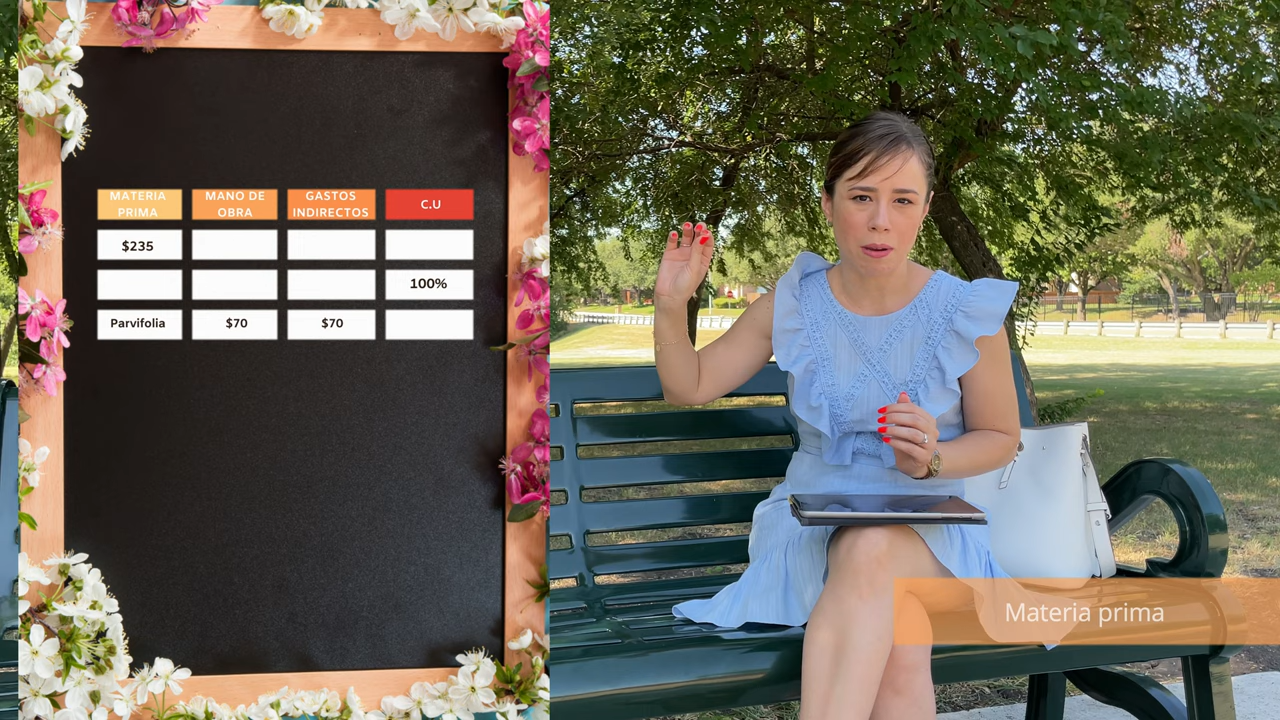 MATERIA
PRIMA
MANO DE
OBRA
GASTOS
INDIRECTOS
C.U
$235
100%
Parvifolia
$70
$70
Materia prima